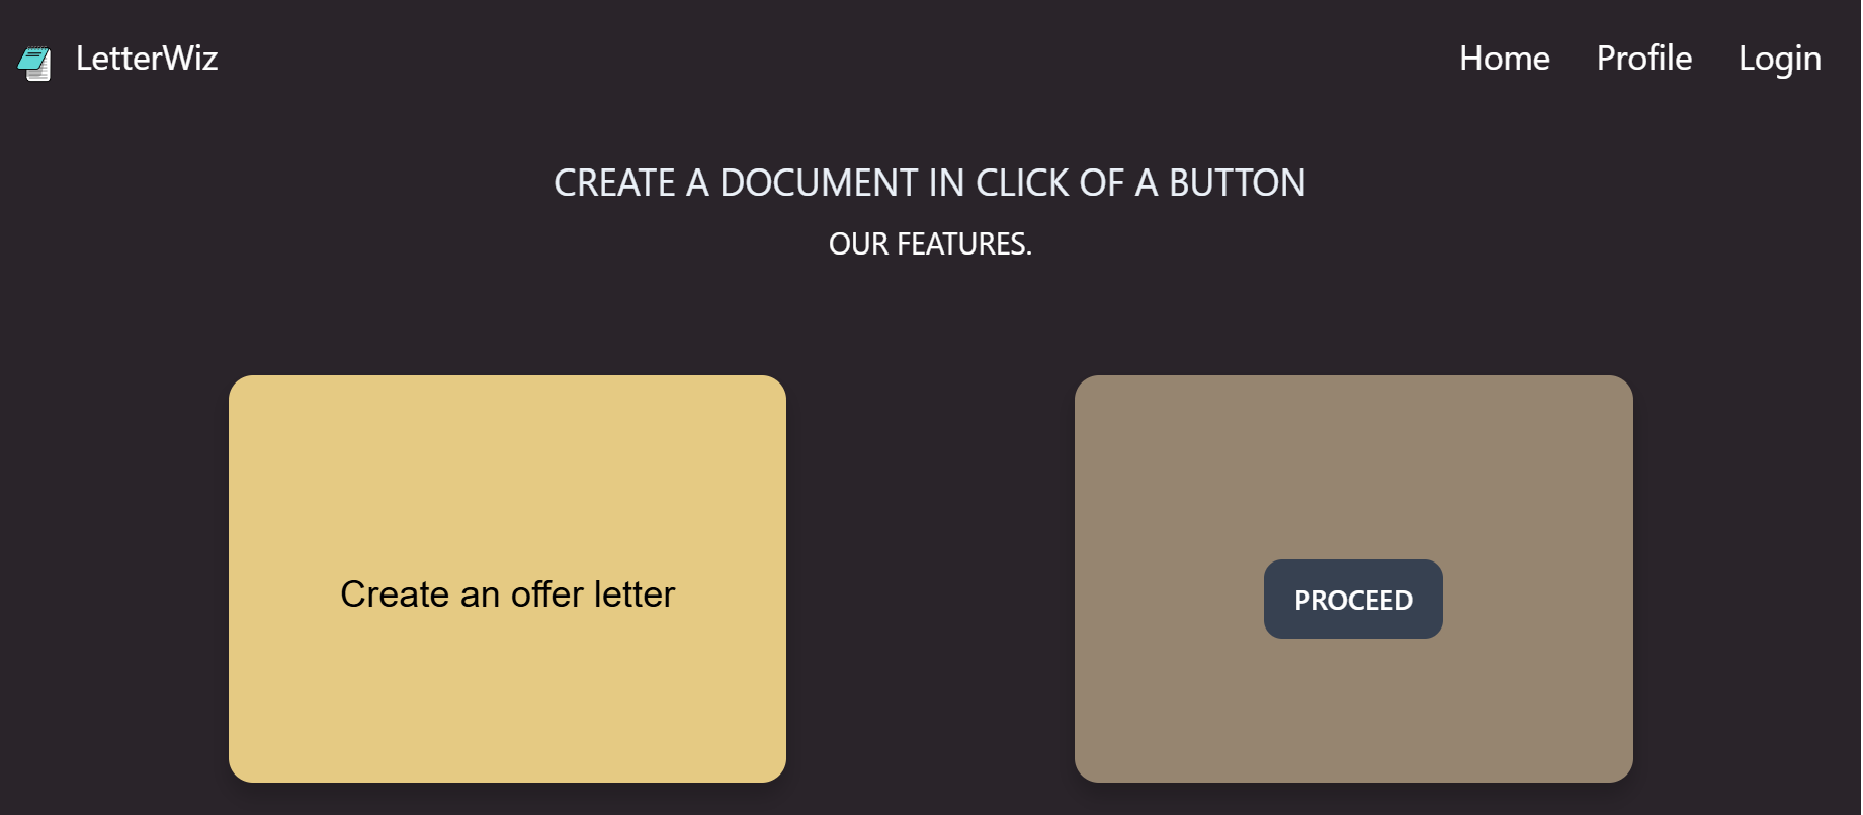 LetterWiz
Home Profile Login
CREATE A DOCUMENT IN CLICK OF A BUTTON
OUR FEATURES.
Create an offer letter
PROCEED